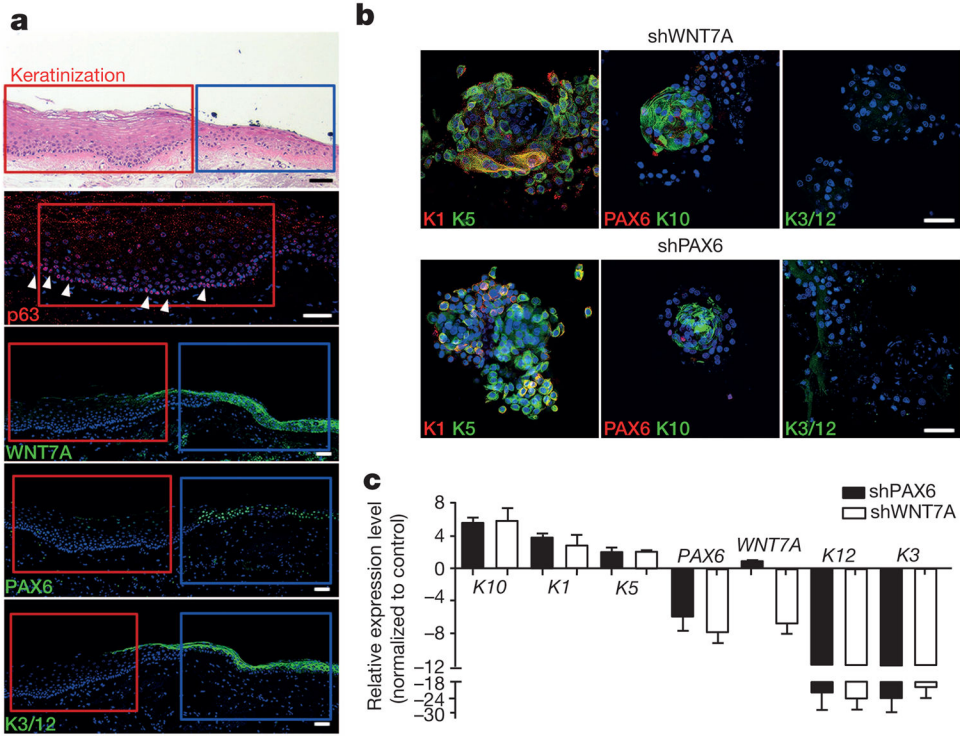 a
Keratinization
p63
WNT7A
PAX6
K3/12
b
shWNT7A
K1 K5
PAX6 K10
K3/12
shPAX6
K1 K5
PAX6 K10
K3/12
c
Relative expression level
(normalized to control)
8
4
0
−4
−8
−12
−18
−24
−30
shPAX6
shWNT7A
K10
K1
K5
PAX6
WNT7A
K12
K3